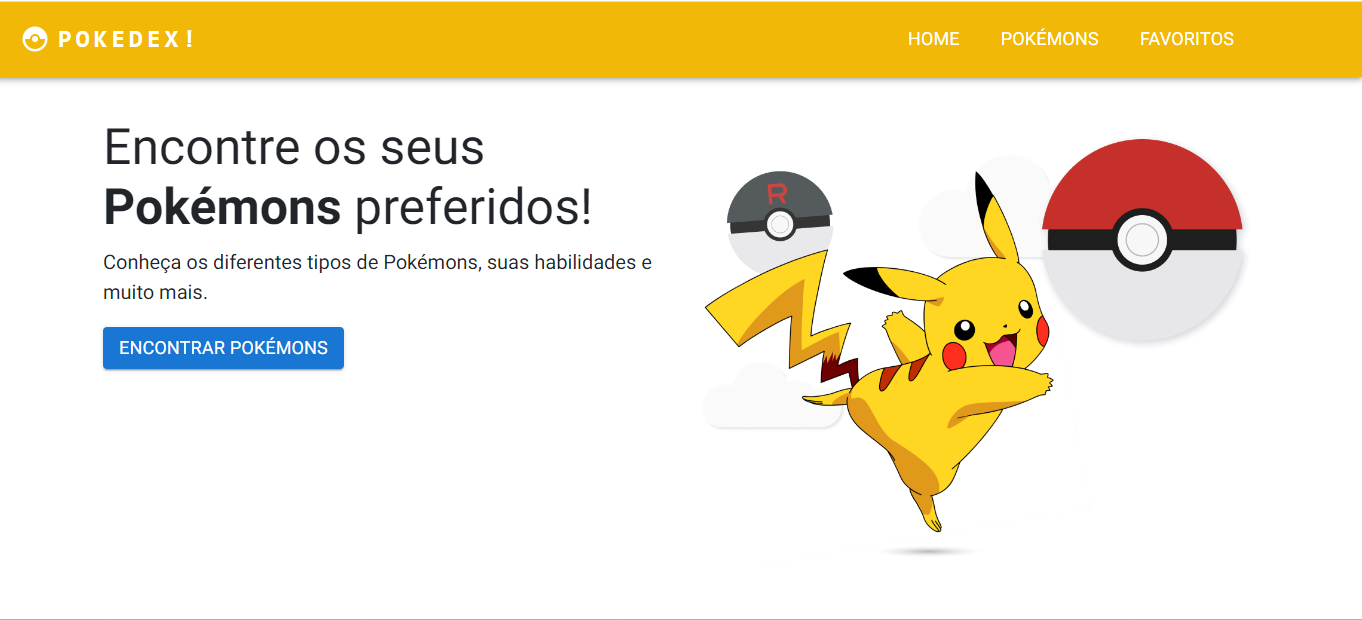 POKEDEX!
HOME POKÉMONS FAVORITOS
Encontre os seus
Pokémons preferidos!
Conheça os diferentes tipos de Pokémons, suas habilidades e
muito mais.
ENCONTRAR POKÉMONS
R